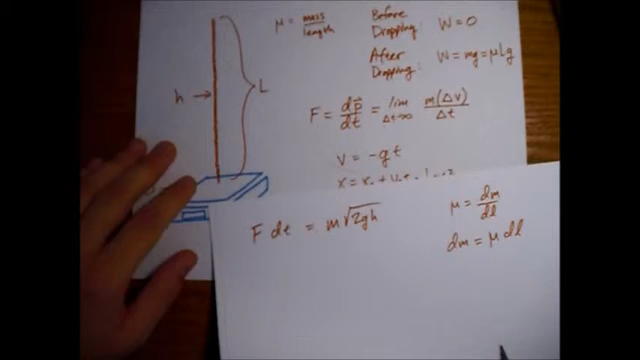 μ = mass/length
Before Dropping: W = 0
After Dropping: W = mg = μLg
h → L
F = dp⃗/dt = lim Δt→∞ m(Δv)/Δt
v = -gt
F dt = m√2gh
μ = dm/dl
dm = μ dl